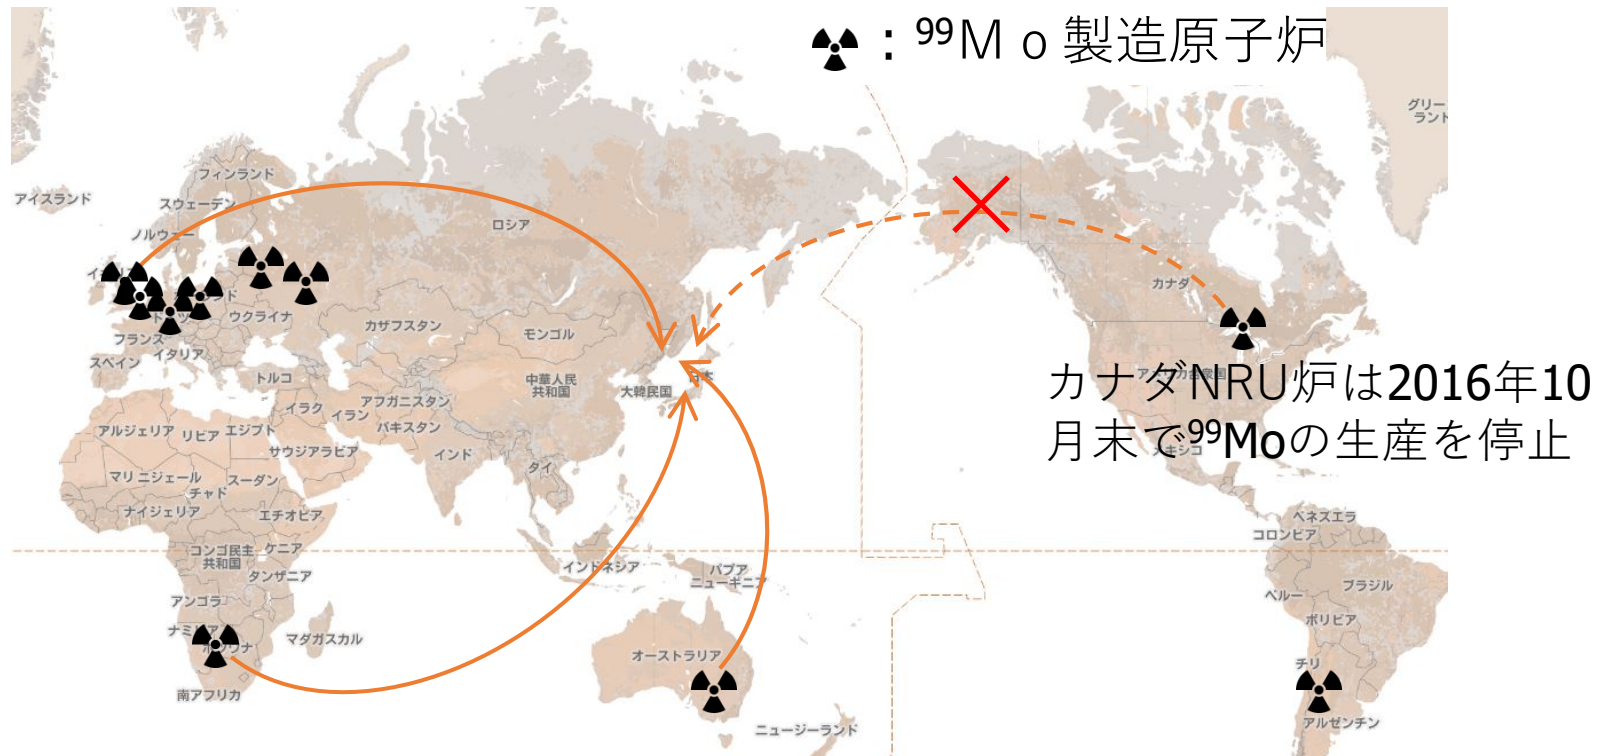 ：⁹⁹Ｍｏ製造原子炉
グリーンランド
アイスランド
フィンランド
スウェーデン
ノルウェー
ロシア
カナダ
ウクライナ
カザフスタン
モンゴル
フランス
スペイン
イタリア
トルコ
中華人民
共和国
大韓民国
日本
カナダNRU炉は2016年10
月末で⁹⁹Moの生産を停止
アメリカ合衆国
メキシコ
イラク
イラン
アフガニスタン
パキスタン
アルジェリア
リビア
エジプト
サウジアラビア
インド
タイ
マリ
ニジェール
チャド
スーダン
ナイジェリア
エチオピア
ベネズエラ
コロンビア
コンゴ民主
共和国
ケニア
タンザニア
インドネシア
パプア
ニューギニア
ブラジル
ペルー
アンゴラ
ボリビア
マダガスカル
オーストラリア
チリ
南アフリカ
アルゼンチン
ニュージーランド